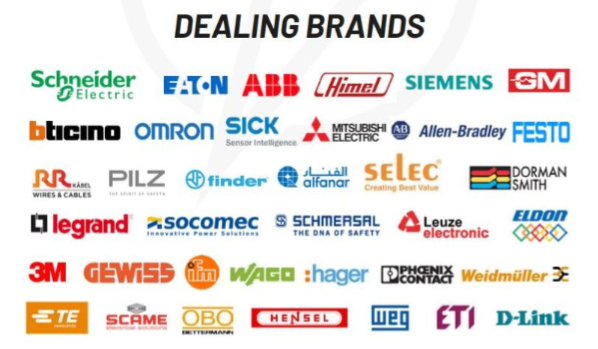 DEALING BRANDS
Schneider Electric EATON ABB Himel SIEMENS GM
bticino OMRON SICK Sensor Intelligence. MITSUBISHI ELECTRIC AB Allen-Bradley FESTO
RR KABEL WIRES & CABLES PILZ THE SPIRIT OF SAFETY finder الفنار alfanar SELEC Creating Best Value DORMAN SMITH
legrand socomec Innovative Power Solutions SCHMERSAL THE DNA OF SAFETY Leuze electronic ELDON
3M GEWISS ifm WAGO :hager PHOENIX CONTACT Weidmüller
TE SCAME electrical solutions OBO BETTERMANN HENSEL weg ETI D-Link